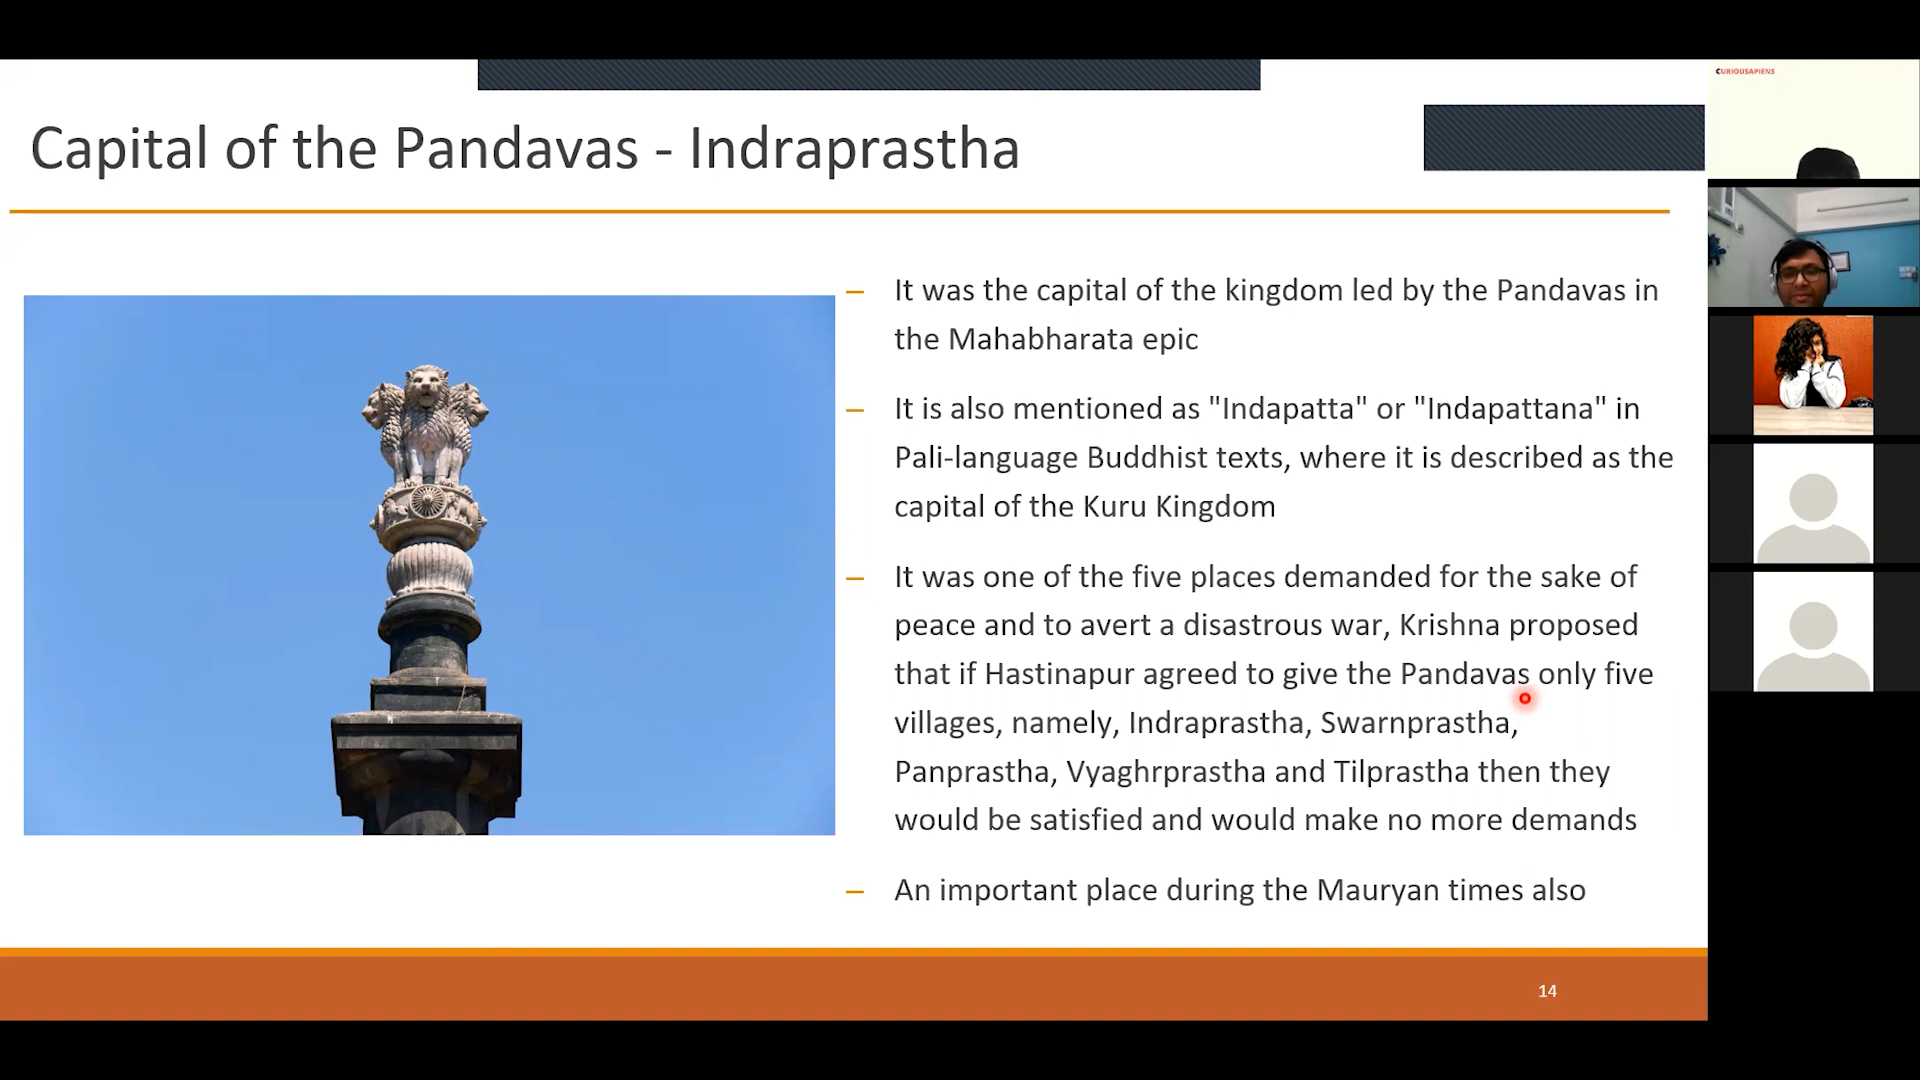 CURIOUSAPIENS
Capital of the Pandavas - Indraprastha
– It was the capital of the kingdom led by the Pandavas in
the Mahabharata epic
– It is also mentioned as "Indapatta" or "Indapattana" in
Pali-language Buddhist texts, where it is described as the
capital of the Kuru Kingdom
– It was one of the five places demanded for the sake of
peace and to avert a disastrous war, Krishna proposed
that if Hastinapur agreed to give the Pandavas only five
villages, namely, Indraprastha, Swarnprastha,
Panprastha, Vyaghrprastha and Tilprastha then they
would be satisfied and would make no more demands
– An important place during the Mauryan times also
14